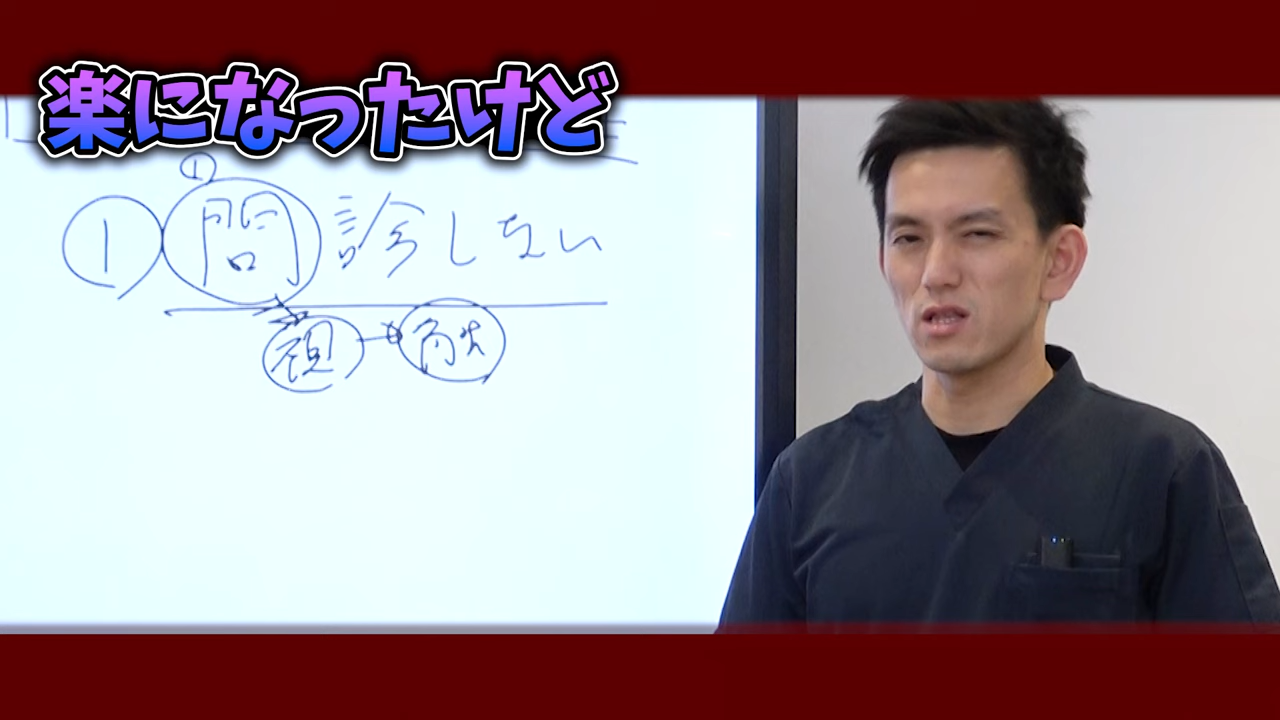 楽になったけど
①
① 問診しない
視 → 触